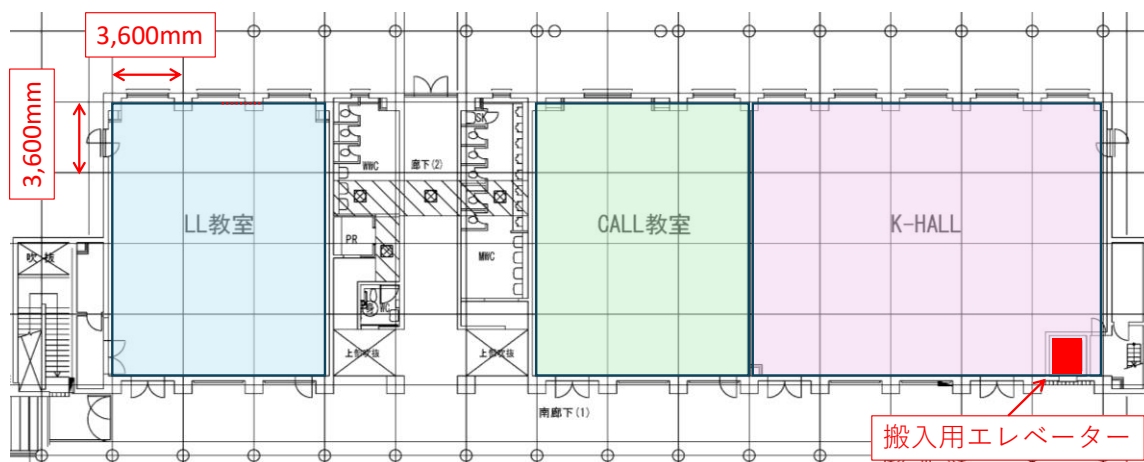 3,600mm
3,600mm
SK
WWC
廊下(2)
LL教室
CALL教室
K-HALL
PR
MWC
吹抜
WC
上部吹抜
上部吹抜
南廊下(1)
搬入用エレベーター